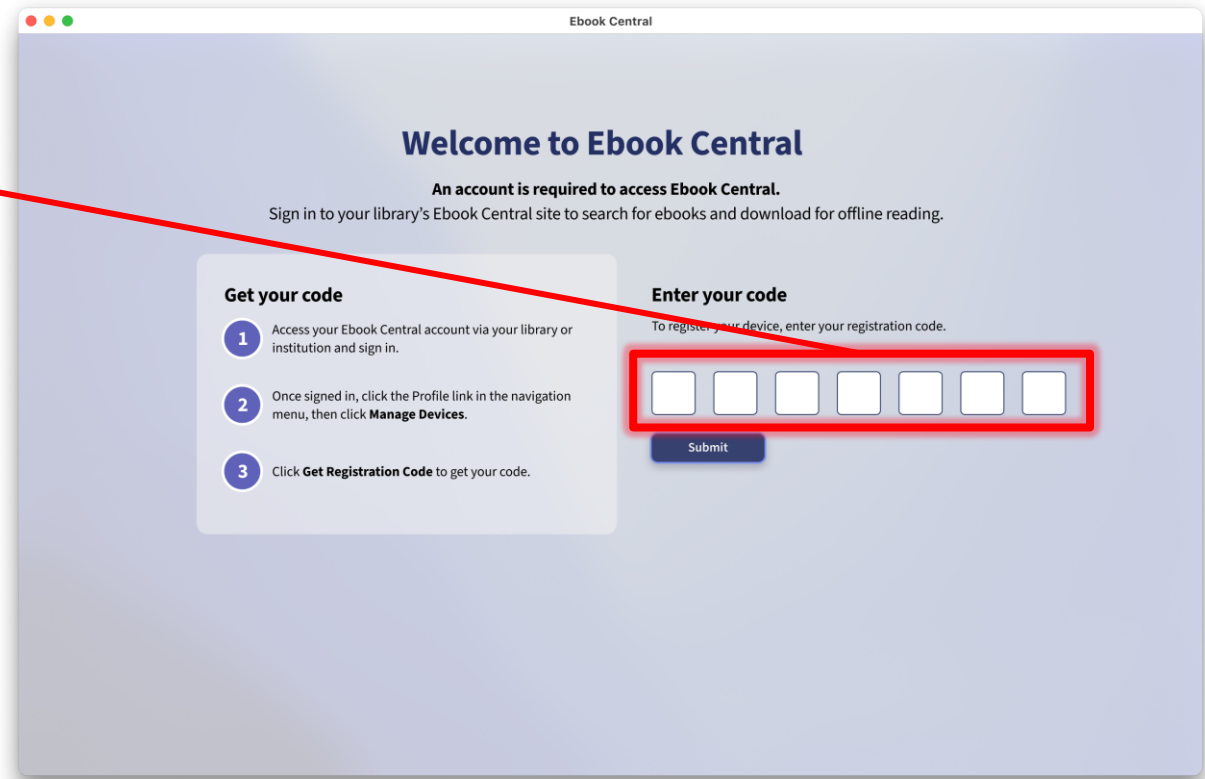 Ebook Central
Welcome to Ebook Central
An account is required to access Ebook Central.
Sign in to your library's Ebook Central site to search for ebooks and download for offline reading.
Get your code
1
Access your Ebook Central account via your library or
institution and sign in.
2
Once signed in, click the Profile link in the navigation
menu, then click Manage Devices.
3
Click Get Registration Code to get your code.
Enter your code
To register your device, enter your registration code.
Submit